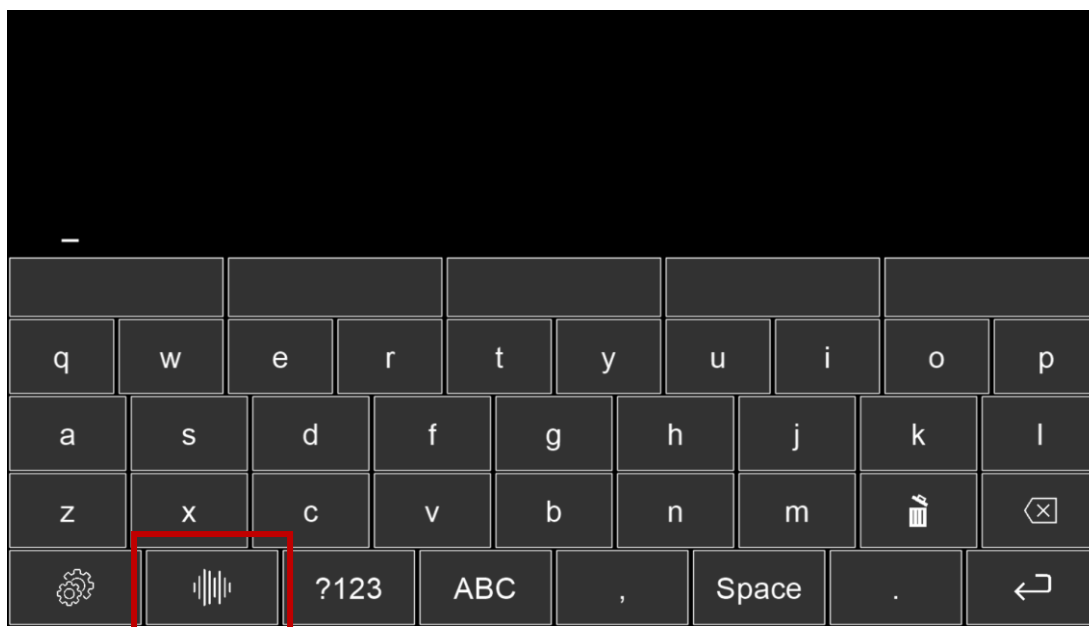 _
q w e r t y u i o p
a s d f g h j k l
z x c v b n m
?123 ABC , Space .